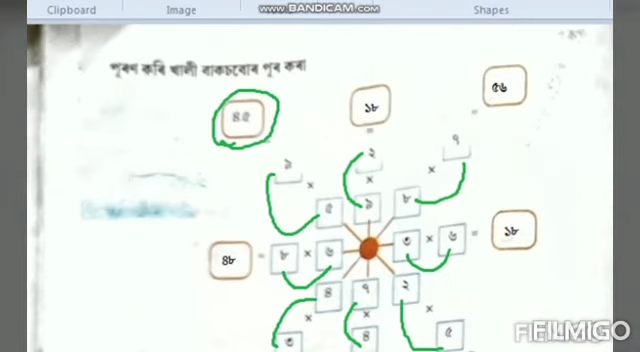 Clipboard Image Shapes
www.BANDICAM.com
পূৰণ কৰি খালী বাকচবোৰ পূৰ কৰা
৪৫ ১৮ ৫৬
= =
৯ ২ ৭
× × ×
৫ ৯ ৮
৪৮ = ৮ × ৬ ৩ × ৬ = ১৮
৪ ৭ ২
× × ×
৩ ৪ ৫
FILMIGO